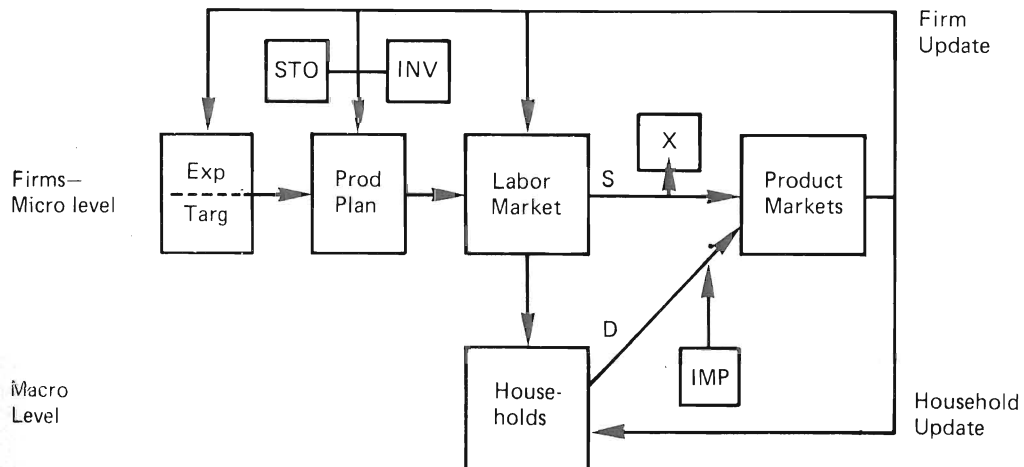 Firm
Update
STO
INV
X
Exp
Targ
Prod
Plan
Labor
Market
S
Product
Markets
Firms—
Micro level
D
IMP
House-
holds
Macro
Level
Household
Update